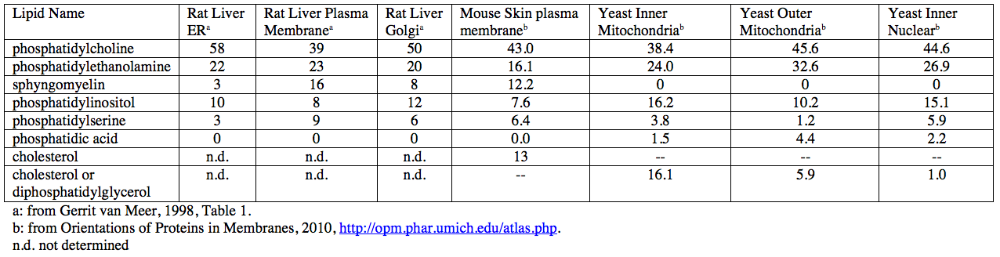 Lipid Name Rat Liver ERᵃ Rat Liver Plasma Membraneᵃ Rat Liver Golgiᵃ Mouse Skin plasma membraneᵇ Yeast Inner Mitochondriaᵇ Yeast Outer Mitochondriaᵇ Yeast Inner Nuclearᵇ
phosphatidylcholine 58 39 50 43.0 38.4 45.6 44.6
phosphatidylethanolamine 22 23 20 16.1 24.0 32.6 26.9
sphyngomyelin 3 16 8 12.2 0 0 0
phosphatidylinositol 10 8 12 7.6 16.2 10.2 15.1
phosphatidylserine 3 9 6 6.4 3.8 1.2 5.9
phosphatidic acid 0 0 0 0.0 1.5 4.4 2.2
cholesterol n.d. n.d. n.d. 13 -- -- --
cholesterol or diphosphatidylglycerol n.d. n.d. n.d. -- 16.1 5.9 1.0
a: from Gerrit van Meer, 1998, Table 1.
b: from Orientations of Proteins in Membranes, 2010, http://opm.phar.umich.edu/atlas.php.
n.d. not determined